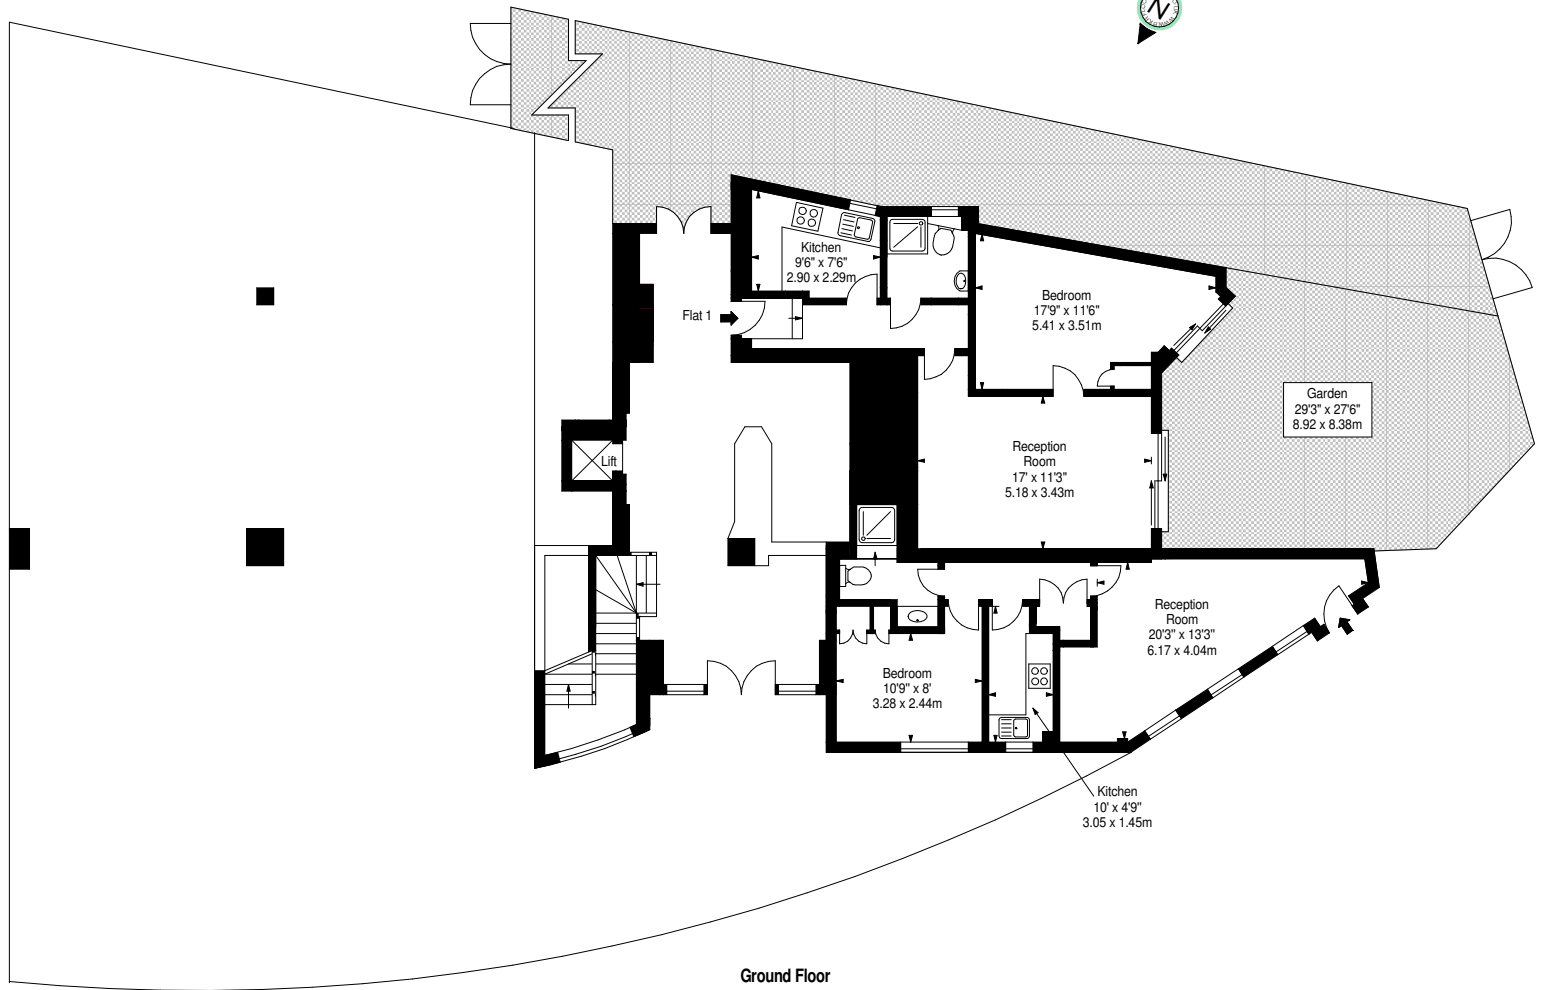 N
Kitchen
9'6" x 7'6"
2.90 x 2.29m
Flat 1
Bedroom
17'9" x 11'6"
5.41 x 3.51m
Garden
29'3" x 27'6"
8.92 x 8.38m
Lift
Reception
Room
17' x 11'3"
5.18 x 3.43m
Reception
Room
20'3" x 13'3"
6.17 x 4.04m
Bedroom
10'9" x 8'
3.28 x 2.44m
Kitchen
10' x 4'9"
3.05 x 1.45m
Ground Floor